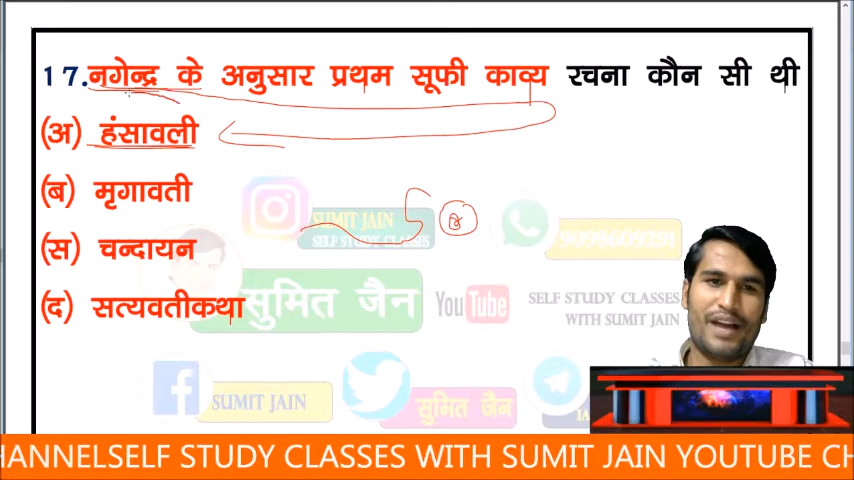 17.नगेन्द्र के अनुसार प्रथम सूफी काव्य रचना कौन सी थी
(अ) हंसावली
(ब) मृगावती
(स) चन्दायन
(द) सत्यवतीकथा
SUMIT JAIN
SELF STUDY CLASSES
9098609291
सुमित जैन
YouTube
SELF STUDY CLASSES
WITH SUMIT JAIN
SUMIT JAIN
सुमित जैन
HANNELSELF STUDY CLASSES WITH SUMIT JAIN YOUTUBE CH